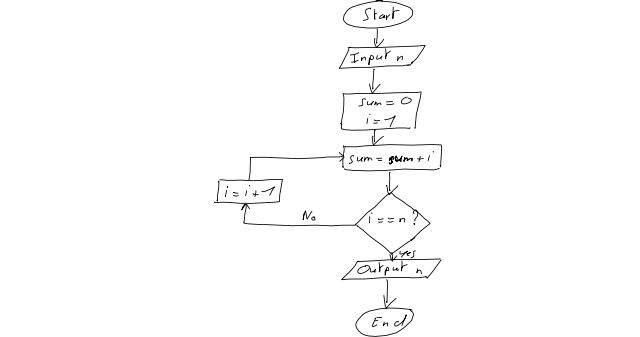 Start
Input n
sum = 0
i = 1
sum = sum + i
i = i + 1
No
i == n ?
Yes
Output n
End